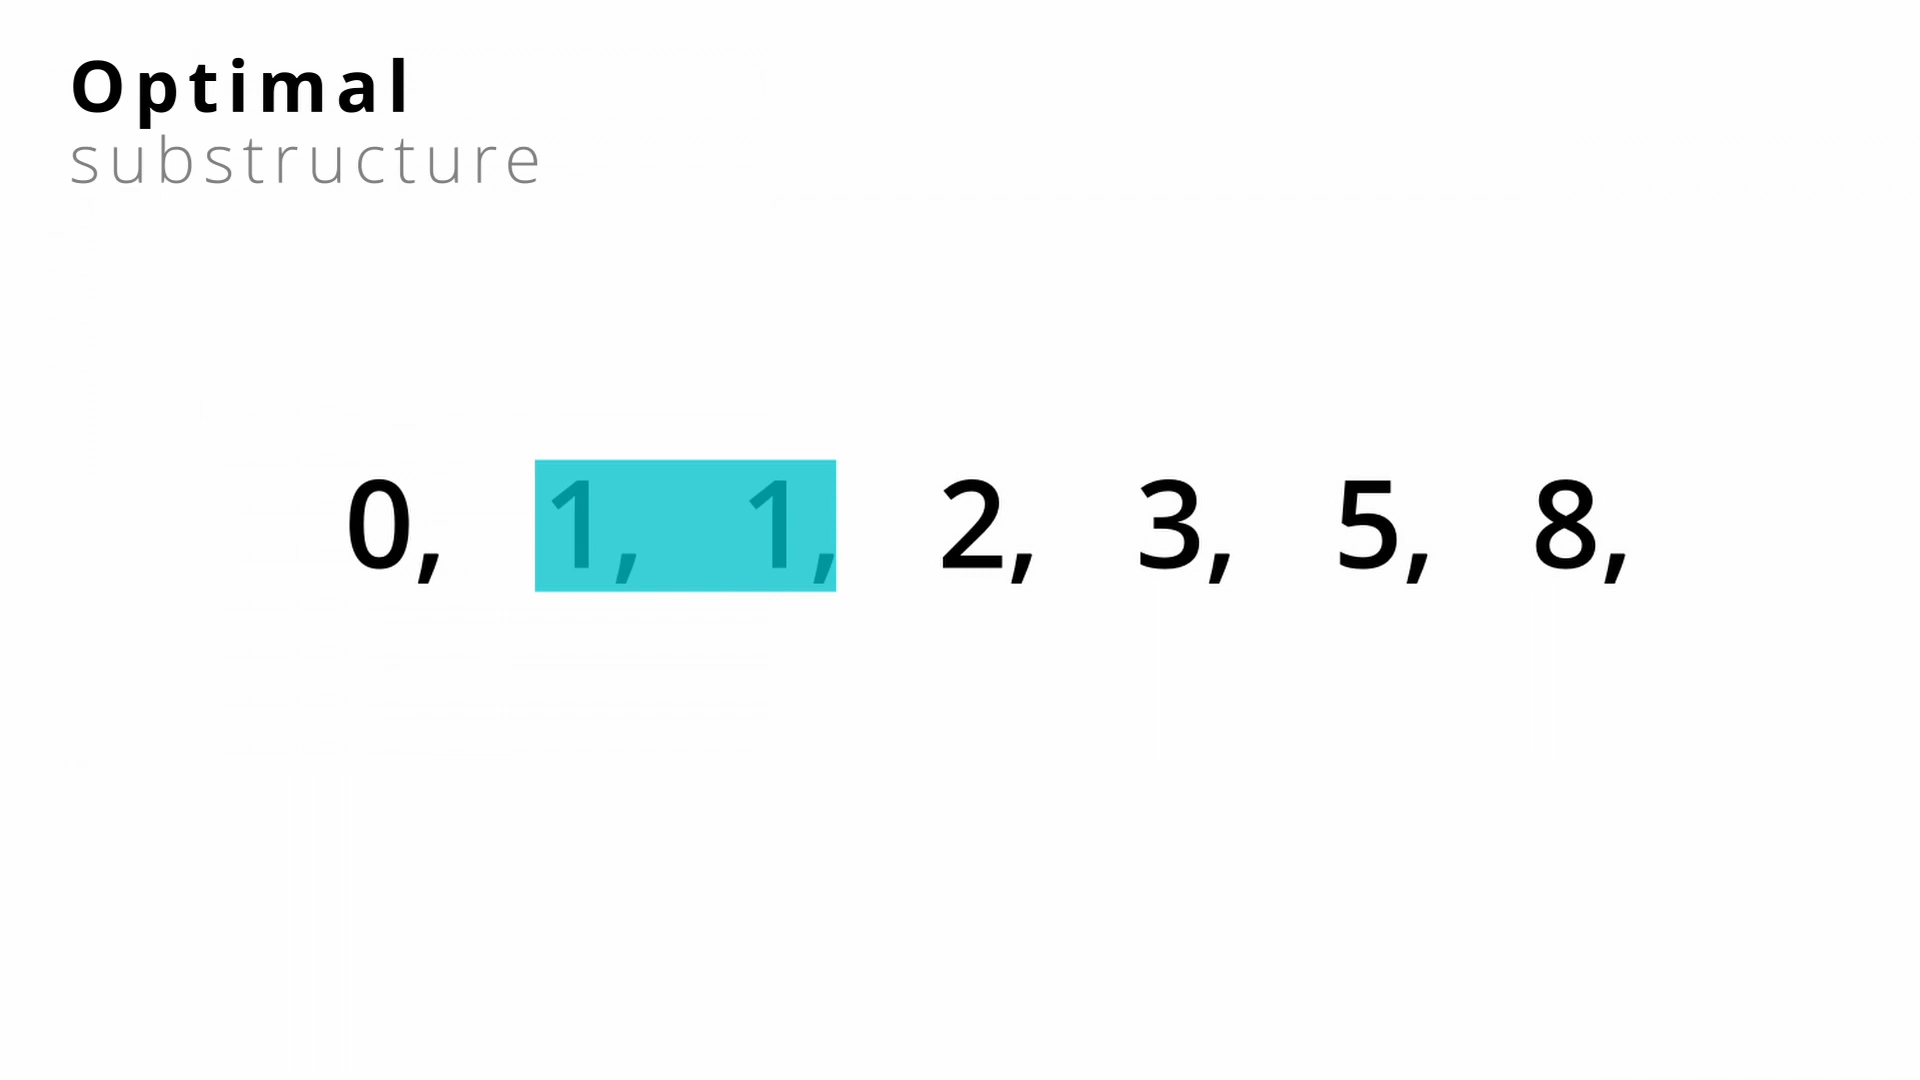 Optimal
substructure
0, 1, 1, 2, 3, 5, 8,